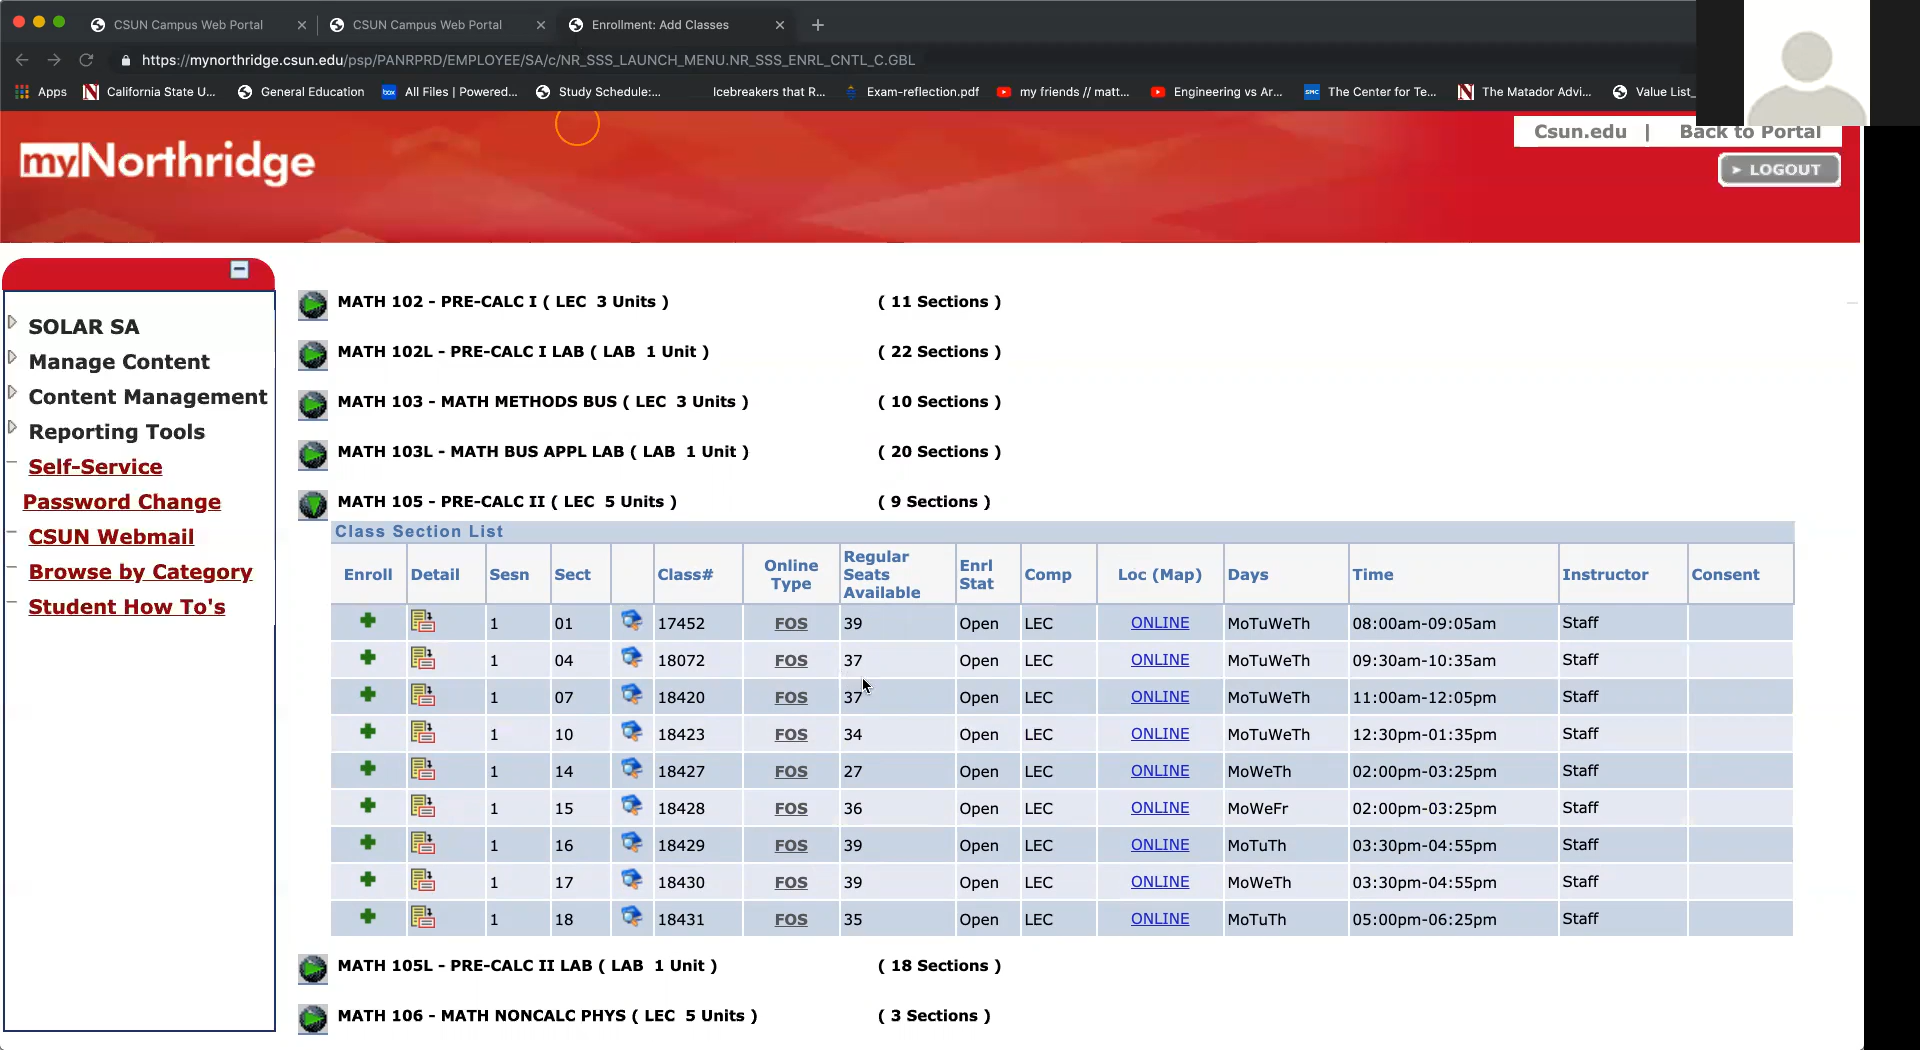 CSUN Campus Web Portal
CSUN Campus Web Portal
Enrollment: Add Classes
https://mynorthridge.csun.edu/psp/PANRPRD/EMPLOYEE/SA/c/NR_SSS_LAUNCH_MENU.NR_SSS_ENRL_CNTL_C.GBL
Apps California State U... General Education box All Files | Powered... Study Schedule:... Icebreakers that R... Exam-reflection.pdf my friends // matt... Engineering vs Ar... SMC The Center for Te... The Matador Advi... Value List_
Csun.edu | Back to Portal
myNorthridge
LOGOUT
SOLAR SA
Manage Content
Content Management
Reporting Tools
Self-Service
Password Change
CSUN Webmail
Browse by Category
Student How To's
MATH 102 - PRE-CALC I ( LEC 3 Units ) ( 11 Sections )
MATH 102L - PRE-CALC I LAB ( LAB 1 Unit ) ( 22 Sections )
MATH 103 - MATH METHODS BUS ( LEC 3 Units ) ( 10 Sections )
MATH 103L - MATH BUS APPL LAB ( LAB 1 Unit ) ( 20 Sections )
MATH 105 - PRE-CALC II ( LEC 5 Units ) ( 9 Sections )
Class Section List
Enroll Detail Sesn Sect Class# Online Type Regular Seats Available Enrl Stat Comp Loc (Map) Days Time Instructor Consent
1 01 17452 FOS 39 Open LEC ONLINE MoTuWeTh 08:00am-09:05am Staff
1 04 18072 FOS 37 Open LEC ONLINE MoTuWeTh 09:30am-10:35am Staff
1 07 18420 FOS 37 Open LEC ONLINE MoTuWeTh 11:00am-12:05pm Staff
1 10 18423 FOS 34 Open LEC ONLINE MoTuWeTh 12:30pm-01:35pm Staff
1 14 18427 FOS 27 Open LEC ONLINE MoWeTh 02:00pm-03:25pm Staff
1 15 18428 FOS 36 Open LEC ONLINE MoWeFr 02:00pm-03:25pm Staff
1 16 18429 FOS 39 Open LEC ONLINE MoTuTh 03:30pm-04:55pm Staff
1 17 18430 FOS 39 Open LEC ONLINE MoWeTh 03:30pm-04:55pm Staff
1 18 18431 FOS 35 Open LEC ONLINE MoTuTh 05:00pm-06:25pm Staff
MATH 105L - PRE-CALC II LAB ( LAB 1 Unit ) ( 18 Sections )
MATH 106 - MATH NONCALC PHYS ( LEC 5 Units ) ( 3 Sections )